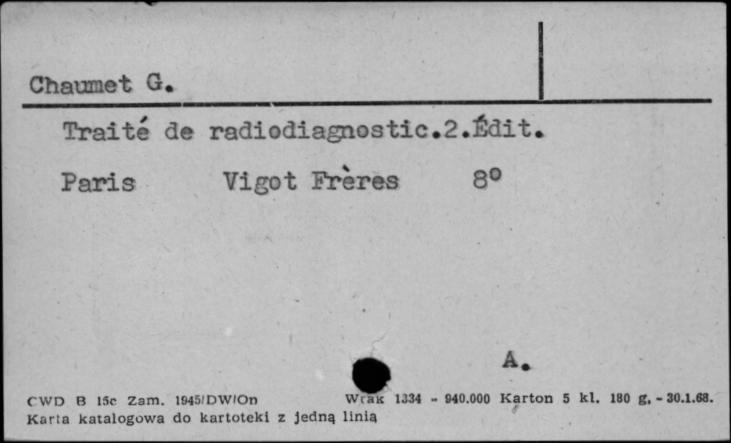 Chaumet G.
Traité de radiodiagnostic.2.Édit.
Paris Vigot Frères 8°
A.
CWD B 15c Zam. 1945/DW/On Wrak 1334 - 940.000 Karton 5 kl. 180 g, - 30.1.68.
Karta katalogowa do kartoteki z jedną linią